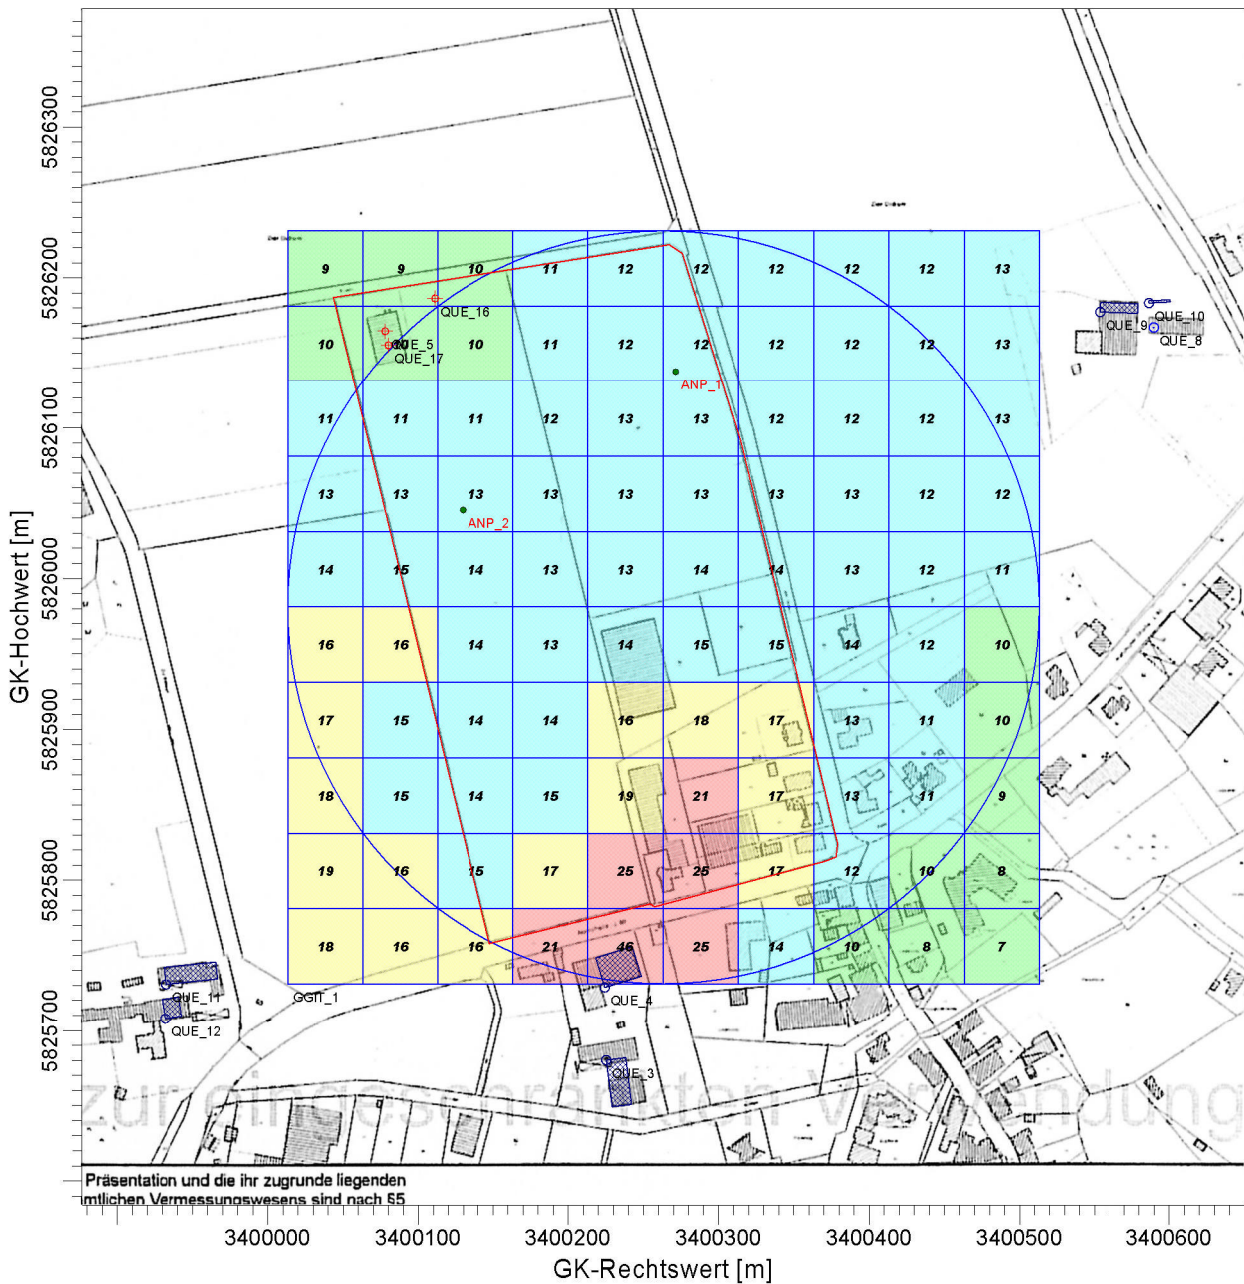 5826300
5826200
5826100
5826000
5825900
5825800
5825700
GK-Hochwert [m]
9 9 10 11 12 12 12 12 12 13
QUE_16
QUE_10
QUE_9
QUE_8
10 10 10 11 12 12 12 12 12 13
QUE_5
QUE_17
ANP_1
11 11 11 12 13 13 12 12 12 13
13 13 13 13 13 13 13 13 12 12
ANP_2
14 15 14 13 13 14 14 13 12 11
16 16 14 13 14 15 15 14 12 10
17 15 14 14 16 18 17 13 11 10
18 15 14 15 19 21 17 13 11 9
19 16 15 17 25 25 17 12 10 8
18 16 16 21 46 25 14 10 8 7
QUE_11
GGIT_1
QUE_4
QUE_12
QUE_3
zur eingeschränkten Verwendung
Präsentation und die ihr zugrunde liegenden
mtlichen Vermessungswesens sind nach §5
3400000 3400100 3400200 3400300 3400400 3400500 3400600
GK-Rechtswert [m]